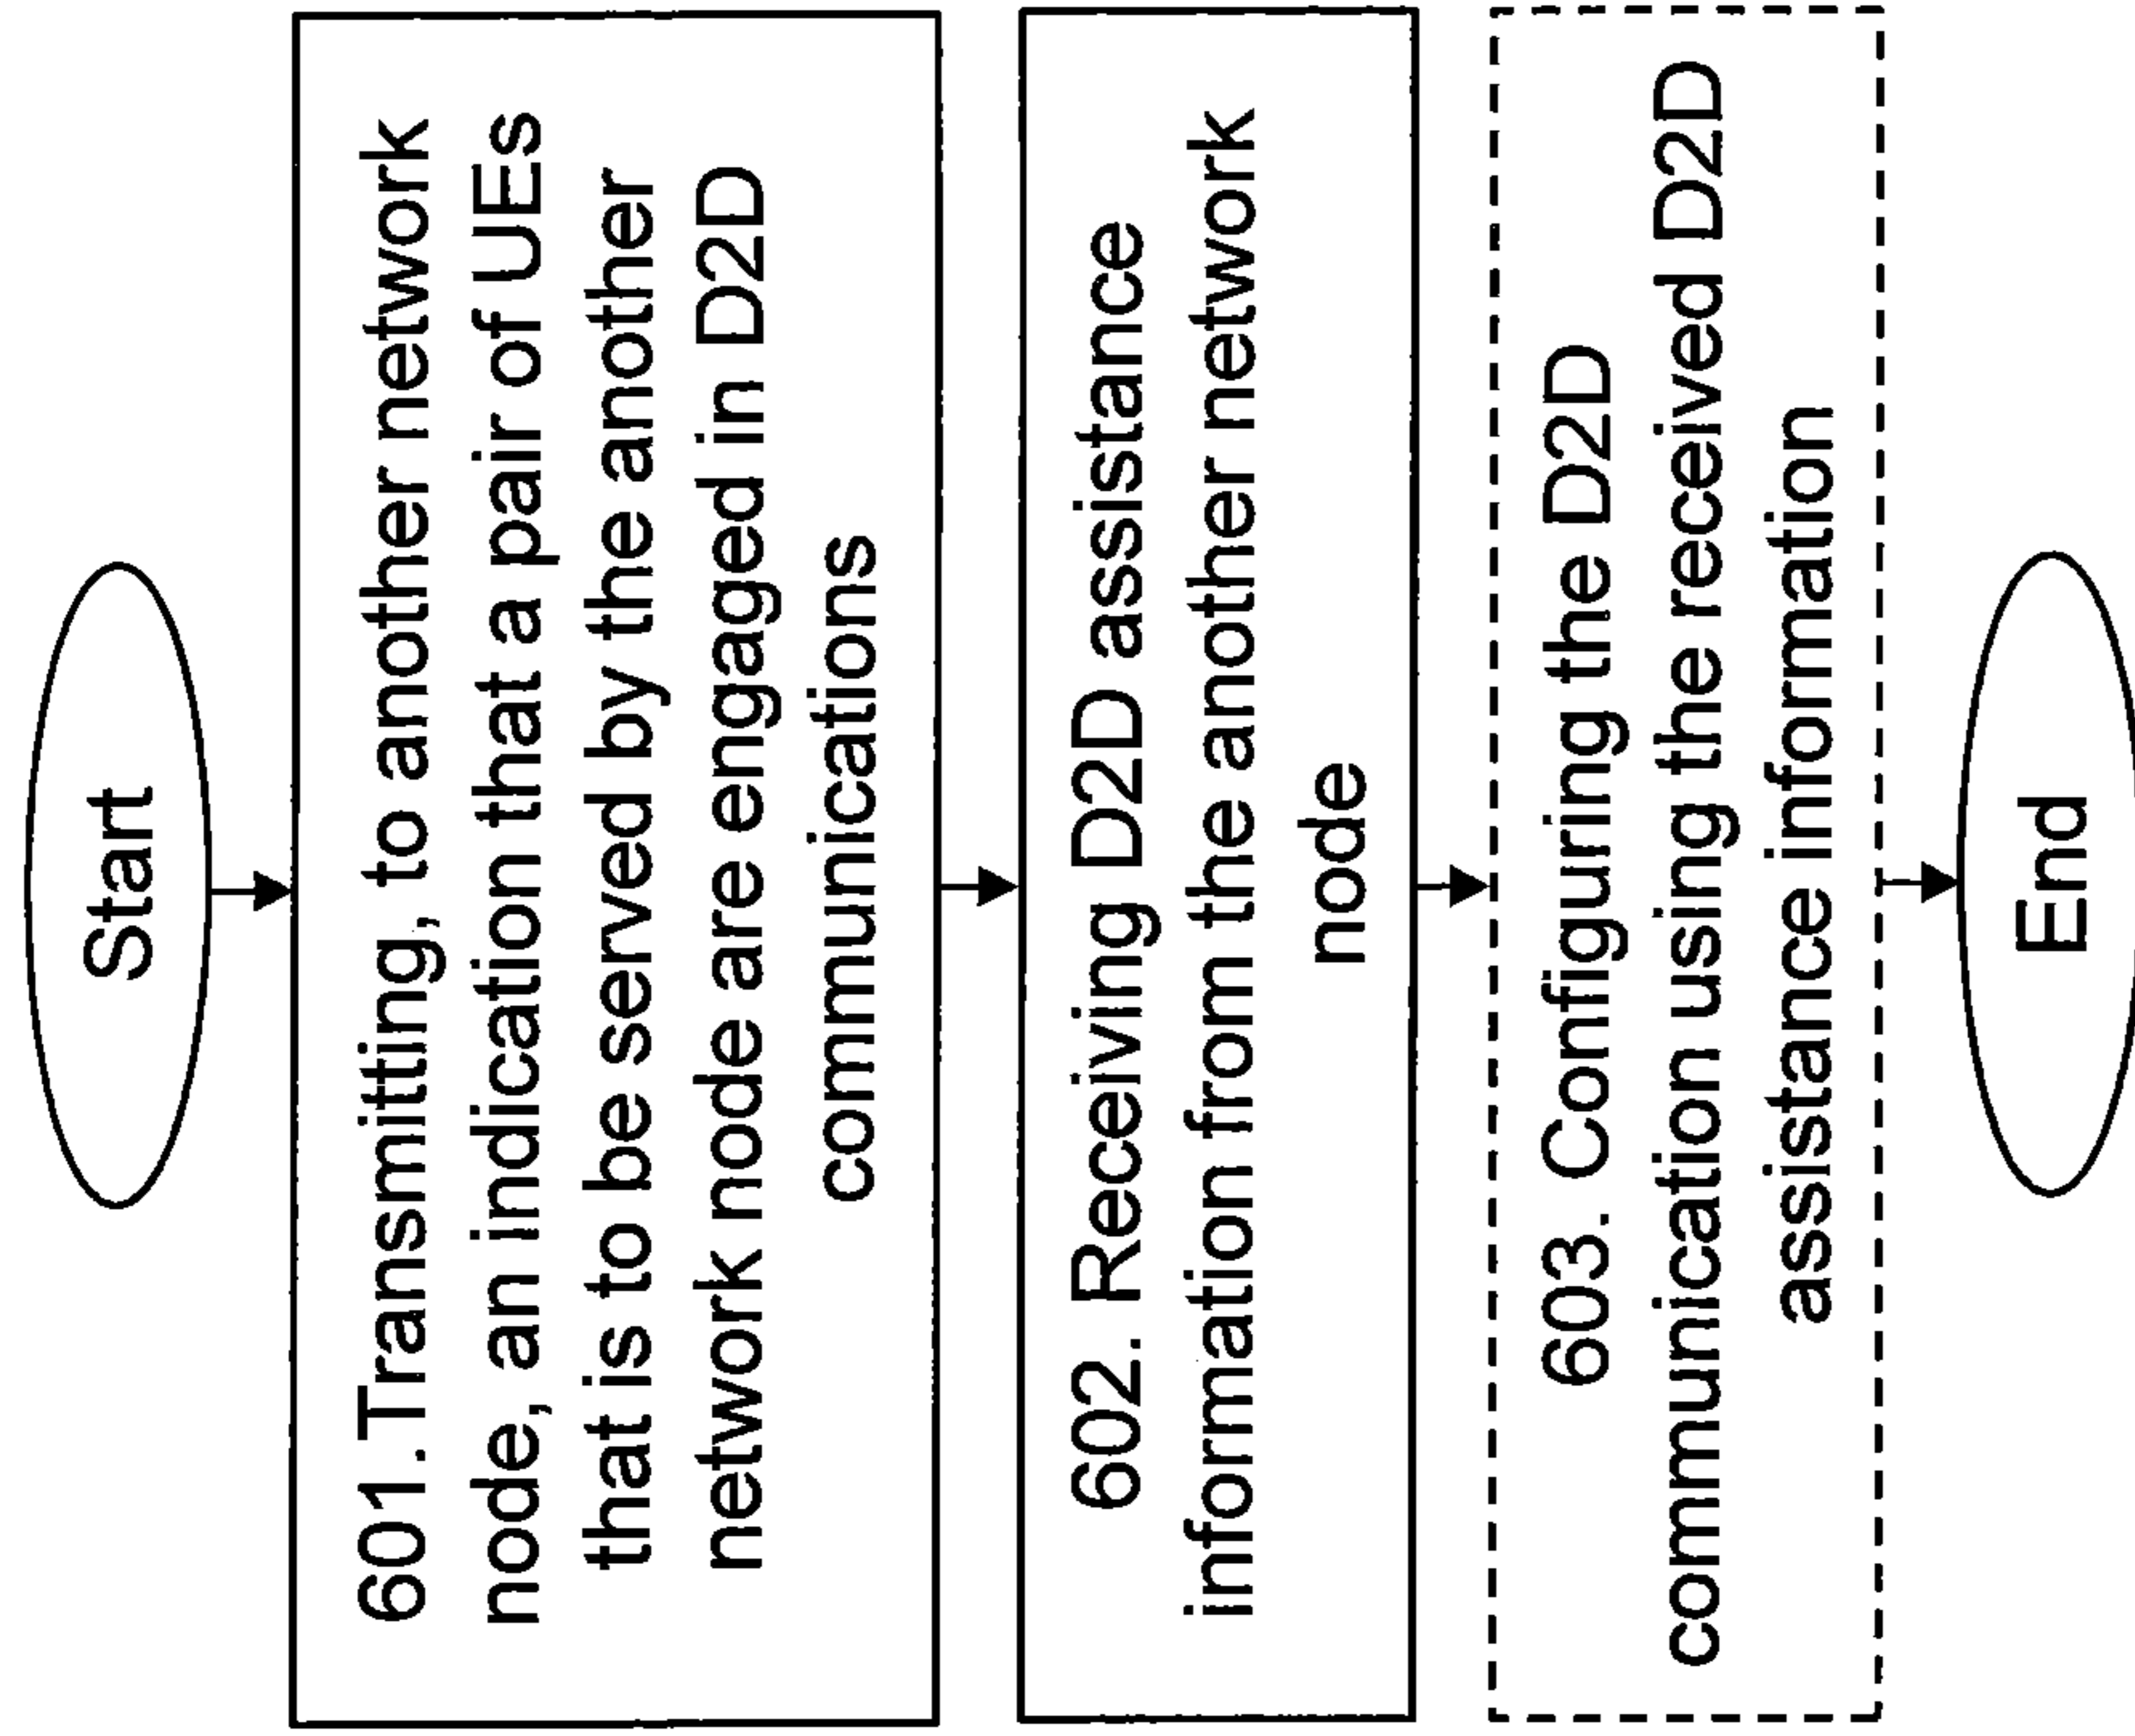 Start
601.Transmitting, to another network
node, an indication that a pair of UEs
that is to be served by the another
network node are engaged in D2D
communications
602. Receiving D2D assistance
information from the another network
node
603. Configuring the D2D
communication using the received D2D
assistance information
End